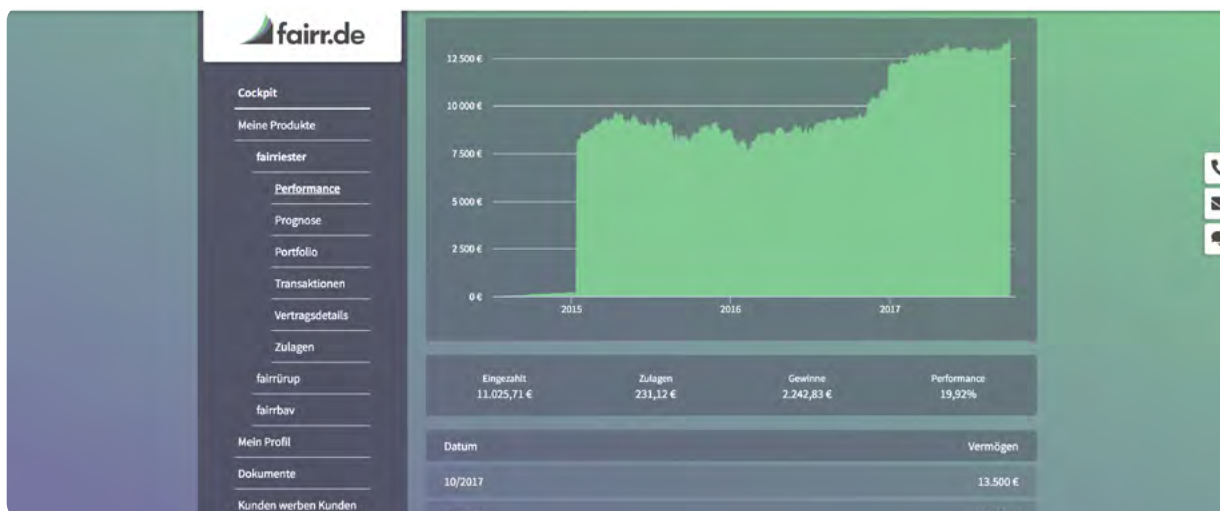 fairr.de
Cockpit
Meine Produkte
fairriester
Performance
Prognose
Portfolio
Transaktionen
Vertragsdetails
Zulagen
fairrürup
fairrbav
Mein Profil
Dokumente
Kunden werben Kunden
12 500 €
10 000 €
7 500 €
5 000 €
2 500 €
0 €
2015 2016 2017
Eingezahlt Zulagen Gewinne Performance
11.025,71 € 231,12 € 2.242,83 € 19,92%
Datum Vermögen
10/2017 13.500 €